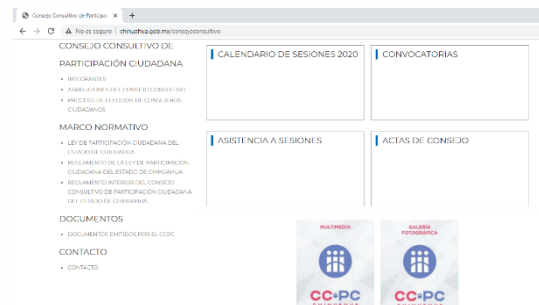 Consejo Consultivo de Participac
No es seguro | chihuahua.gob.mx/consejoconsultivo
CONSEJO CONSULTIVO DE
PARTICIPACIÓN CIUDADANA
INTEGRANTES
ATRIBUCIONES DEL CONSEJO CONSULTIVO
PROCESO DE ELECCIÓN DE CONSEJEROS
CIUDADANOS
MARCO NORMATIVO
LEY DE PARTICIPACIÓN CIUDADANA DEL
ESTADO DE CHIHUAHUA
REGLAMENTO DE LA LEY DE PARTICIPACIÓN
CIUDADANA DEL ESTADO DE CHIHUAHUA
REGLAMENTO INTERIOR DEL CONSEJO
CONSULTIVO DE PARTICIPACIÓN CIUDADANA
DEL ESTADO DE CHIHUAHUA
DOCUMENTOS
DOCUMENTOS EMITIDOS POR EL CCPC
CONTACTO
CONTACTO
CALENDARIO DE SESIONES 2020
CONVOCATORIAS
ASISTENCIA A SESIONES
ACTAS DE CONSEJO
MULTIMEDIA
CC PC
GALERÍA
FOTOGRÁFICA
CC PC